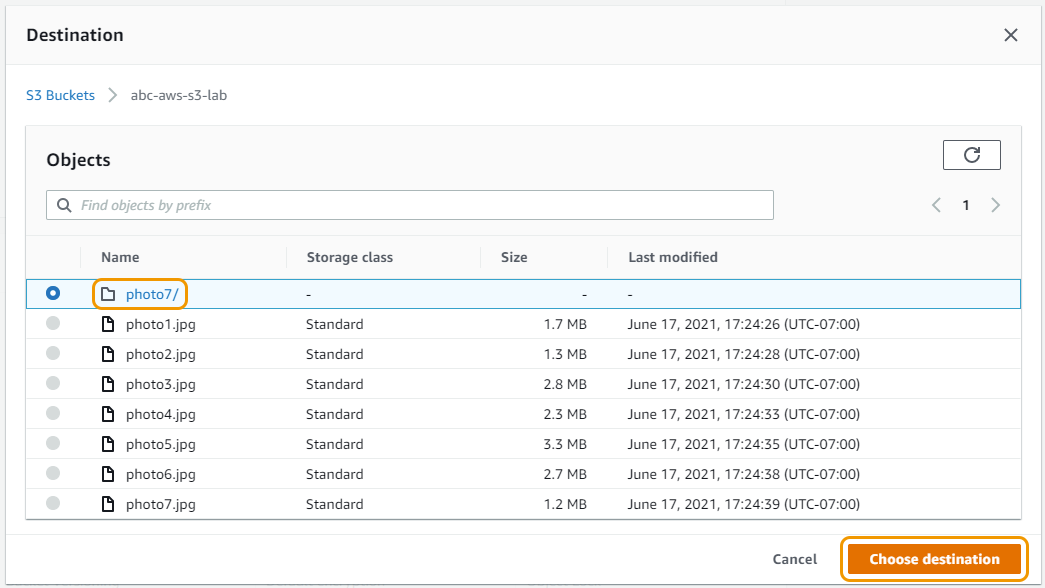 Destination
S3 Buckets abc-aws-s3-lab
Objects
Find objects by prefix
1
Name Storage class Size Last modified
photo7/ - - -
photo1.jpg Standard 1.7 MB June 17, 2021, 17:24:26 (UTC-07:00)
photo2.jpg Standard 1.3 MB June 17, 2021, 17:24:28 (UTC-07:00)
photo3.jpg Standard 2.8 MB June 17, 2021, 17:24:30 (UTC-07:00)
photo4.jpg Standard 2.3 MB June 17, 2021, 17:24:33 (UTC-07:00)
photo5.jpg Standard 3.3 MB June 17, 2021, 17:24:35 (UTC-07:00)
photo6.jpg Standard 2.7 MB June 17, 2021, 17:24:38 (UTC-07:00)
photo7.jpg Standard 1.2 MB June 17, 2021, 17:24:39 (UTC-07:00)
Cancel Choose destination